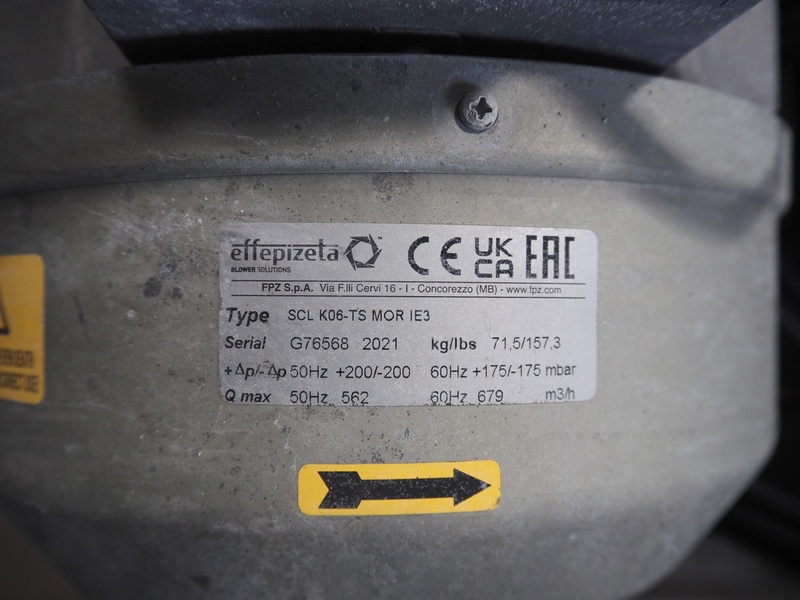 effepizeta™
BLOWER SOLUTIONS
CE UK CA EAC
FPZ S.p.A. Via F.lli Cervi 16 - I - Concorezzo (MB) - www.fpz.com
Type SCL K06-TS MOR IE3
Serial G76568 2021 kg/lbs 71,5/157,3
+Δp/-Δp 50Hz +200/-200 60Hz +175/-175 mbar
Q max 50Hz 562 60Hz 679 m3/h